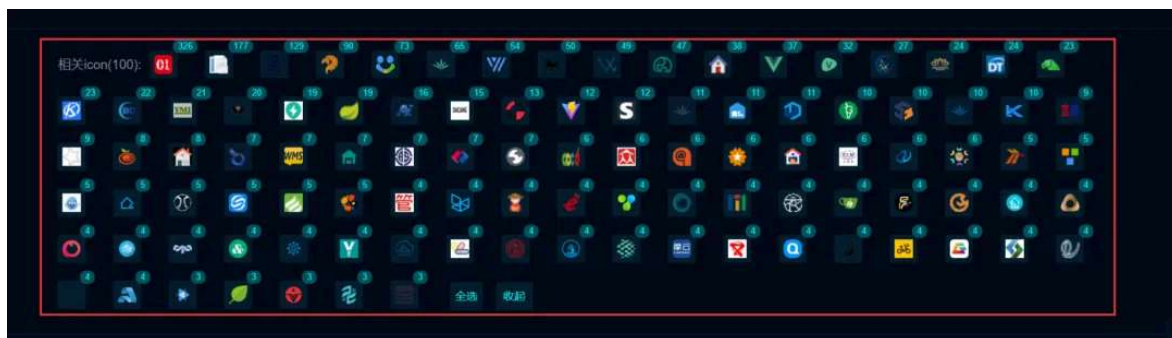 相关icon(100): 01 326 177 129 90 73 65 54 50 49 47 38 37 32 27 24 DT 24 23
23 22 21 20 19 19 16 15 13 12 S 12 11 11 11 10 10 10 K 10 9
9 8 8 7 WMS 7 7 7 7 7 6 6 6 6 6 6 6 5 5
5 5 5 5 5 5 管 4 4 4 4 4 4 4 4 4 4 4 4 4
4 4 4 4 4 Y 4 4 4 4 4 4 4 4 4 4 4 4 4 4
4 4 3 3 3 3 3 全选 收起